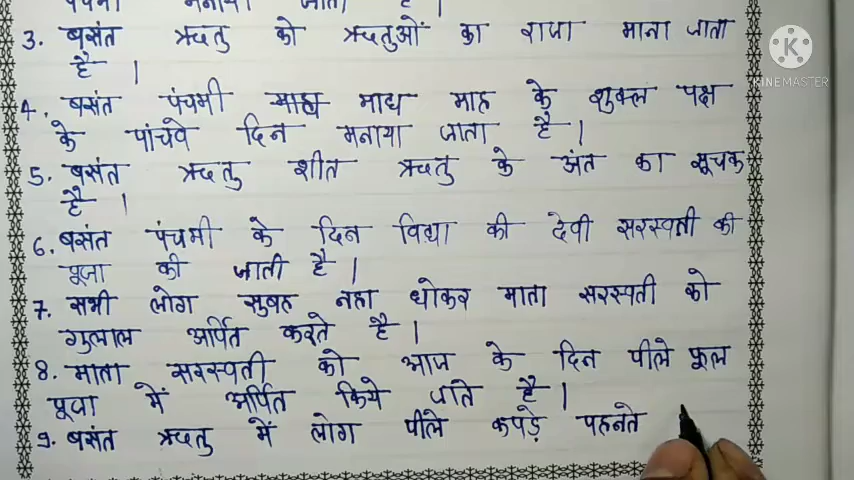 पंचमी मनाया जाता है।
3. बसंत ऋतु को ऋतुओं का राजा माना जाता
है ।
KINEMASTER
4. बसंत पंचमी माघ माह के शुक्ल पक्ष
के पांचवे दिन मनाया जाता है।
5. बसंत ऋतु शीत ऋतु के अंत का सूचक
है ।
6. बसंत पंचमी के दिन विद्या की देवी सरस्वती की
पूजा की जाती है।
7. सभी लोग सुबह नहा धोकर माता सरस्वती को
गुलाल अर्पित करते है।
8. माता सरस्वती को आज के दिन पीले फूल
पूजा में अर्पित किये जाते है।
9. बसंत ऋतु में लोग पीले कपड़े पहनते